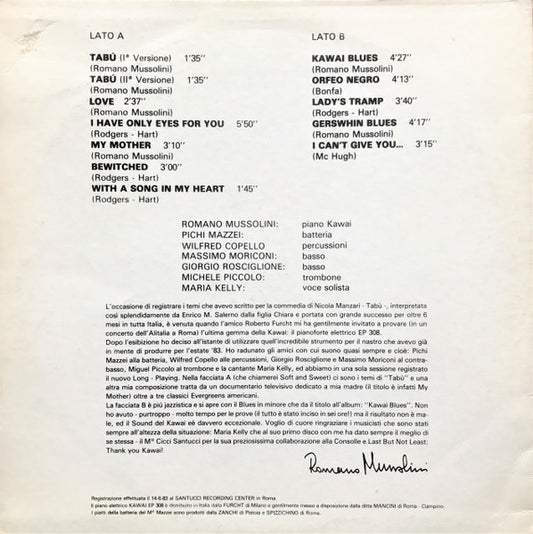 LATO A
TABÙ (Iª Versione) 1'35''
(Romano Mussolini)
TABÙ (IIª Versione) 1'35''
(Romano Mussolini)
LOVE 2'37''
(Romano Mussolini)
I HAVE ONLY EYES FOR YOU 5'50''
(Rodgers - Hart)
MY MOTHER 3'10''
(Romano Mussolini)
BEWITCHED 3'00''
(Rodgers - Hart)
WITH A SONG IN MY HEART 1'45''
(Rodgers - Hart)
LATO B
KAWAI BLUES 4'27''
(Romano Mussolini)
ORFEO NEGRO 4'13''
(Bonfa)
LADY'S TRAMP 3'40''
(Rodgers - Hart)
GERSWHIN BLUES 4'17''
(Romano Mussolini)
I CAN'T GIVE YOU... 3'15''
(Mc Hugh)
ROMANO MUSSOLINI: piano Kawai
PICHI MAZZEI: batteria
WILFRED COPELLO percussioni
MASSIMO MORICONI: basso
GIORGIO ROSCIGLIONE: basso
MICHELE PICCOLO: trombone
MARIA KELLY: voce solista
L'occasione di registrare i temi che avevo scritto per la commedia di Nicola Manzari - Tabù -, interpretata
così splendidamente da Enrico M. Salerno dalla figlia Chiara e portata con grande successo per oltre 6
mesi in tutta Italia, è venuta quando l'amico Roberto Furcht mi ha gentilmente invitato a provare (in un
concerto dell'Alitalia a Roma) l'ultima gemma della Kawai: il pianoforte elettrico EP 308.
Dopo l'esibizione ho deciso all'istante di utilizzare quell'incredibile strumento per il nastro che avevo già
in mente di produrre per l'estate '83. Ho radunato gli amici con cui suono quasi sempre e cioè: Pichi
Mazzei alla batteria, Wilfred Copello alle percussioni, Giorgio Rosciglione e Massimo Moriconi al contra-
basso, Miguel Piccolo al trombone e la cantante Maria Kelly, ed abbiamo in una sola sessione registrato
il nuovo Long - Playing. Nella facciata A (che chiamerei Soft and Sweet) ci sono i temi di ''Tabù'' e una
altra mia composizione tratta da un documentario televisivo dedicato a mia madre (il titolo è infatti My
Mother) oltre a tre classici Evergreens americani.
La facciata B è più jazzistica e si apre con il Blues in minore che da il titolo all'album: ''Kawai Blues''. Non
ho avuto - purtroppo - molto tempo per le prove (il tutto è stato inciso in sei ore!) ma il risultato non è ma-
le, ed il Sound del Kawai eè davvero eccezionale. Voglio di cuore ringraziare i musicisti che sono stati
sempre all'altezza della situazione: Maria Kelly che al suo primo disco con me ha dato sempre il meglio di
se stessa - il Mº Cicci Santucci per la sua preziosissima collaborazione alla Consolle e Last But Not Least:
Thank you Kawai!
Romano Mussolini
Registrazione effettuata il 14-6-83 al SANTUCCI RECORDING CENTER in Roma.
Il piano elettrico KAWAI EP 308 è distribuito in Italia dalla FURCHT di Milano e gentilmente messo a disposizione dalla ditta MANCINI di Roma - Ciampino.
I piatti della batteria del Mº Mazzei sono prodotti dalla ZANCHI di Pistoia e SPIZZICHINO di Roma.